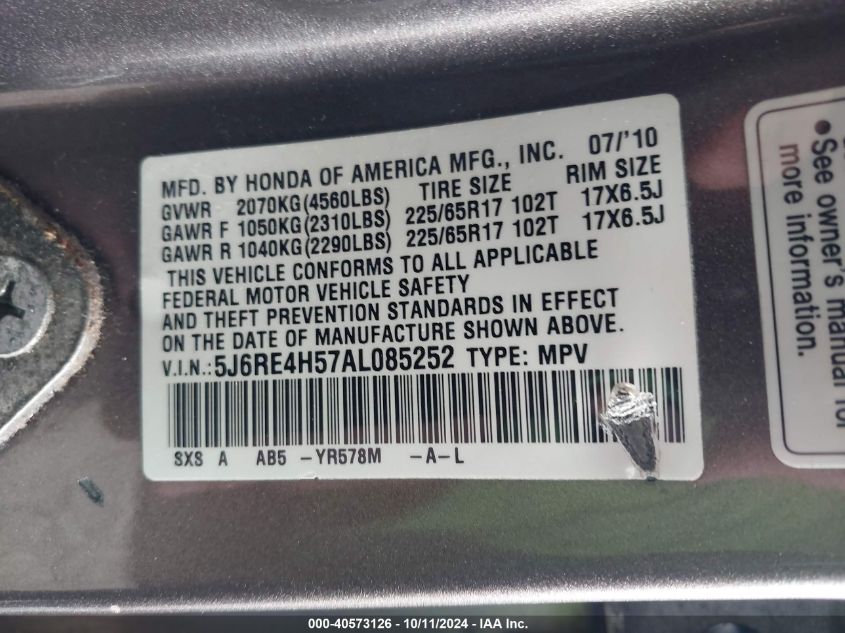 MFD. BY HONDA OF AMERICA MFG., INC. 07/'10
GVWR 2070KG(4560LBS) TIRE SIZE RIM SIZE
GAWR F 1050KG(2310LBS) 225/65R17 102T 17X6.5J
GAWR R 1040KG(2290LBS) 225/65R17 102T 17X6.5J
THIS VEHICLE CONFORMS TO ALL APPLICABLE
FEDERAL MOTOR VEHICLE SAFETY
AND THEFT PREVENTION STANDARDS IN EFFECT
ON THE DATE OF MANUFACTURE SHOWN ABOVE.
V.I.N.:5J6RE4H57AL085252 TYPE: MPV
SXS A AB5 -YR578M -A-L
•See owner's manual for
more information.
000-40573126 - 10/11/2024 - IAA Inc.